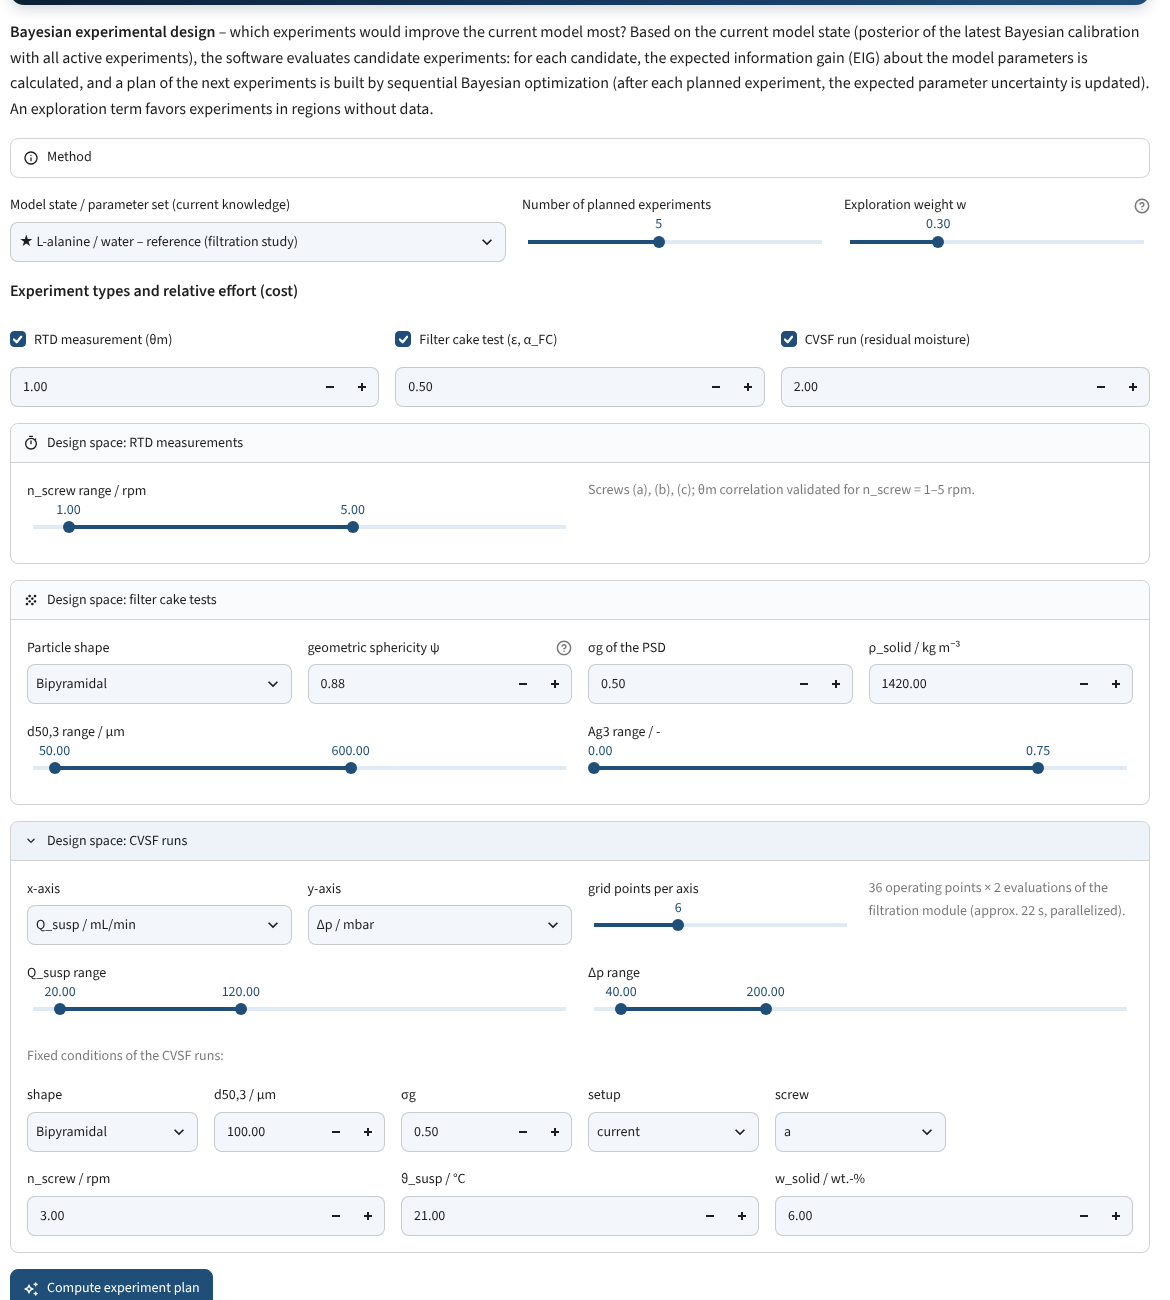 Bayesian experimental design – which experiments would improve the current model most? Based on the current model state (posterior of the latest Bayesian calibration
with all active experiments), the software evaluates candidate experiments: for each candidate, the expected information gain (EIG) about the model parameters is
calculated, and a plan of the next experiments is built by sequential Bayesian optimization (after each planned experiment, the expected parameter uncertainty is updated).
An exploration term favors experiments in regions without data.
Method
Model state / parameter set (current knowledge)
★ L-alanine / water – reference (filtration study)
Number of planned experiments
5
Exploration weight w
0.30
Experiment types and relative effort (cost)
RTD measurement (θm)
Filter cake test (ε, α_FC)
CVSF run (residual moisture)
1.00
0.50
2.00
Design space: RTD measurements
n_screw range / rpm
1.00 5.00
Screws (a), (b), (c); θm correlation validated for n_screw = 1–5 rpm.
Design space: filter cake tests
Particle shape
Bipyramidal
geometric sphericity ψ
0.88
σg of the PSD
0.50
ρ_solid / kg m⁻³
1420.00
d50,3 range / µm
50.00 600.00
Ag3 range / -
0.00 0.75
Design space: CVSF runs
x-axis
Q_susp / mL/min
y-axis
Δp / mbar
grid points per axis
6
36 operating points × 2 evaluations of the
filtration module (approx. 22 s, parallelized).
Q_susp range
20.00 120.00
Δp range
40.00 200.00
Fixed conditions of the CVSF runs:
shape
Bipyramidal
d50,3 / µm
100.00
σg
0.50
setup
current
screw
a
n_screw / rpm
3.00
ϑ_susp / °C
21.00
w_solid / wt.-%
6.00
Compute experiment plan